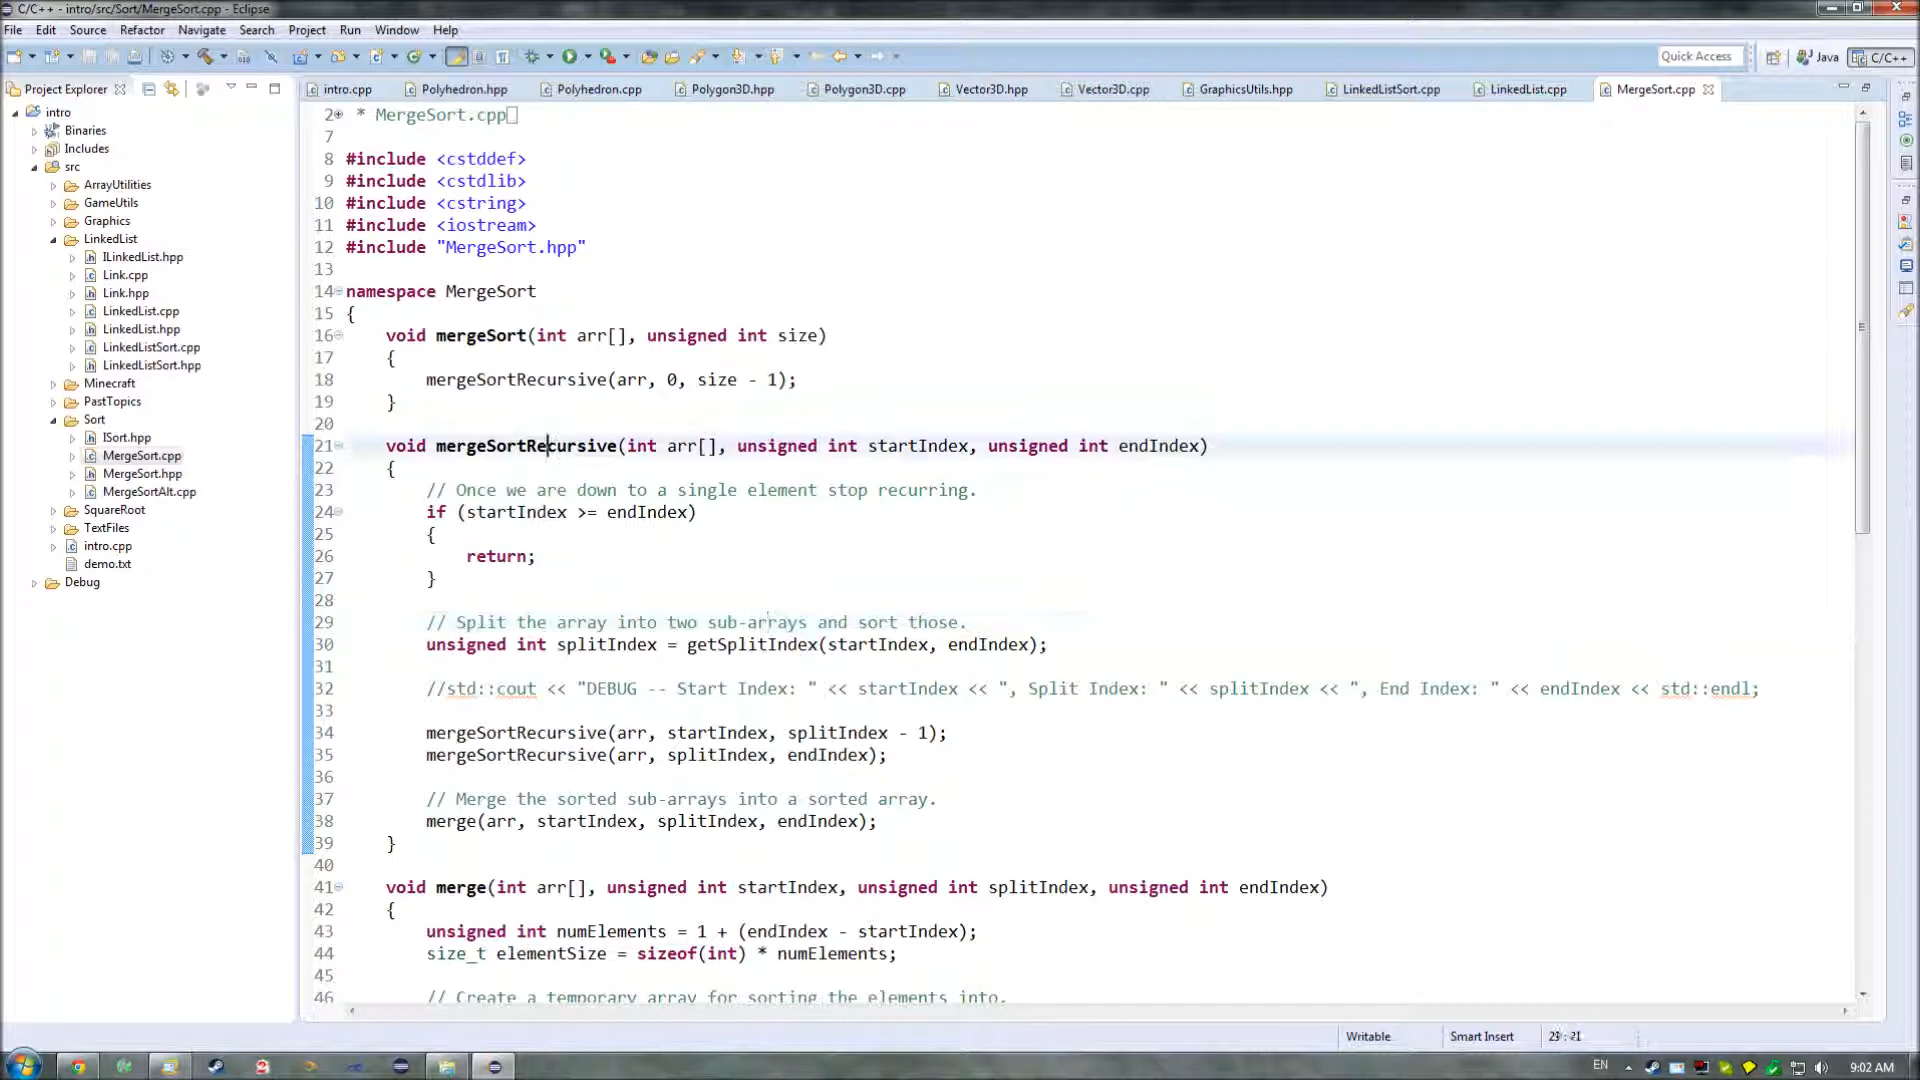 C/C++ - intro/src/Sort/MergeSort.cpp - Eclipse
File Edit Source Refactor Navigate Search Project Run Window Help
Quick Access Java C/C++
Project Explorer
intro.cpp Polyhedron.hpp Polyhedron.cpp Polygon3D.hpp Polygon3D.cpp Vector3D.hpp Vector3D.cpp GraphicsUtils.hpp LinkedListSort.cpp LinkedList.cpp MergeSort.cpp
intro
Binaries
Includes
src
ArrayUtilities
GameUtils
Graphics
LinkedList
ILinkedList.hpp
Link.cpp
Link.hpp
LinkedList.cpp
LinkedList.hpp
LinkedListSort.cpp
LinkedListSort.hpp
Minecraft
PastTopics
Sort
ISort.hpp
MergeSort.cpp
MergeSort.hpp
MergeSortAlt.cpp
SquareRoot
TextFiles
intro.cpp
demo.txt
Debug
2 * MergeSort.cpp
7
8 #include <cstddef>
9 #include <cstdlib>
10 #include <cstring>
11 #include <iostream>
12 #include "MergeSort.hpp"
13
14 namespace MergeSort
15 {
16 void mergeSort(int arr[], unsigned int size)
17 {
18 mergeSortRecursive(arr, 0, size - 1);
19 }
20
21 void mergeSortRecursive(int arr[], unsigned int startIndex, unsigned int endIndex)
22 {
23 // Once we are down to a single element stop recurring.
24 if (startIndex >= endIndex)
25 {
26 return;
27 }
28
29 // Split the array into two sub-arrays and sort those.
30 unsigned int splitIndex = getSplitIndex(startIndex, endIndex);
31
32 //std::cout << "DEBUG -- Start Index: " << startIndex << ", Split Index: " << splitIndex << ", End Index: " << endIndex << std::endl;
33
34 mergeSortRecursive(arr, startIndex, splitIndex - 1);
35 mergeSortRecursive(arr, splitIndex, endIndex);
36
37 // Merge the sorted sub-arrays into a sorted array.
38 merge(arr, startIndex, splitIndex, endIndex);
39 }
40
41 void merge(int arr[], unsigned int startIndex, unsigned int splitIndex, unsigned int endIndex)
42 {
43 unsigned int numElements = 1 + (endIndex - startIndex);
44 size_t elementSize = sizeof(int) * numElements;
45
46 // Create a temporary array for sorting the elements into.
Writable Smart Insert
EN 9:02 AM